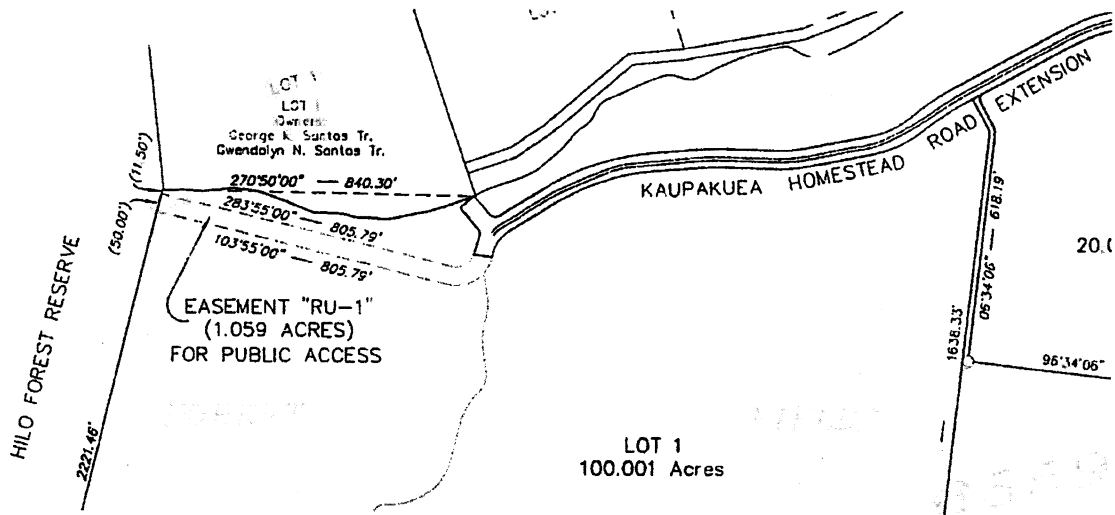 LOT 1
LOT 1
Owners:
George K. Santos Tr.
Gwendolyn N. Santos Tr.
(11.50')
270°50'00" — 840.30'
283°55'00" — 805.79'
103°55'00" — 805.79'
(50.00')
HILO FOREST RESERVE
2221.46'
EASEMENT "RU-1"
(1.059 ACRES)
FOR PUBLIC ACCESS
KAUPAKUEA HOMESTEAD ROAD EXTENSION
06°34'06" — 618.19'
1638.33'
20.0
96°34'06"
LOT 1
100.001 Acres